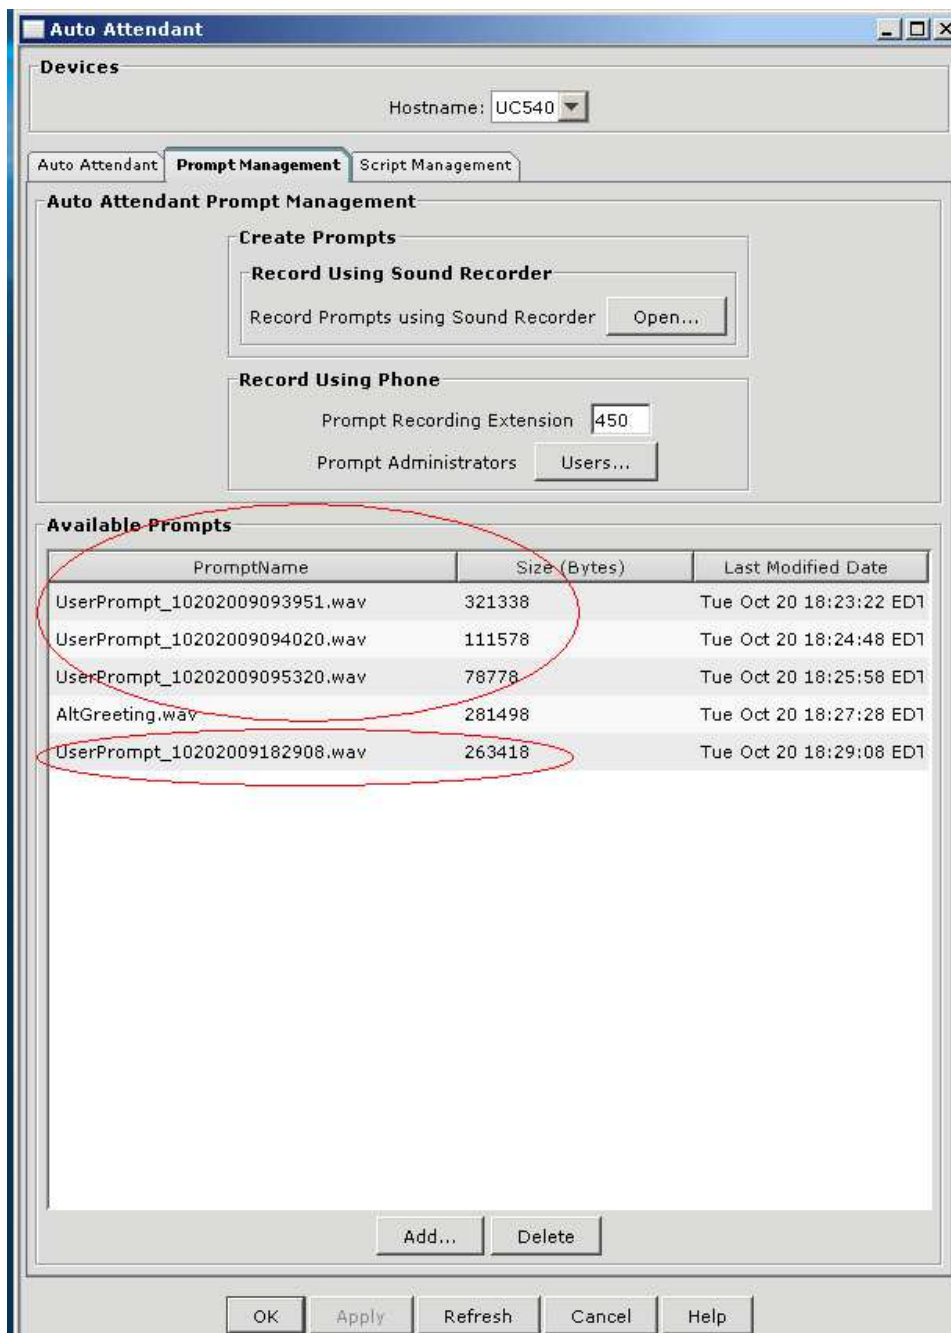 Auto Attendant
Devices
Hostname: UC540
Auto Attendant Prompt Management Script Management
Auto Attendant Prompt Management
Create Prompts
Record Using Sound Recorder
Record Prompts using Sound Recorder Open...
Record Using Phone
Prompt Recording Extension 450
Prompt Administrators Users...
Available Prompts
PromptName Size (Bytes) Last Modified Date
UserPrompt_10202009093951.wav 321338 Tue Oct 20 18:23:22 EDT
UserPrompt_10202009094020.wav 111578 Tue Oct 20 18:24:48 EDT
UserPrompt_10202009095320.wav 78778 Tue Oct 20 18:25:58 EDT
AltGreeting.wav 281498 Tue Oct 20 18:27:28 EDT
UserPrompt_10202009182908.wav 263418 Tue Oct 20 18:29:08 EDT
Add... Delete
OK Apply Refresh Cancel Help